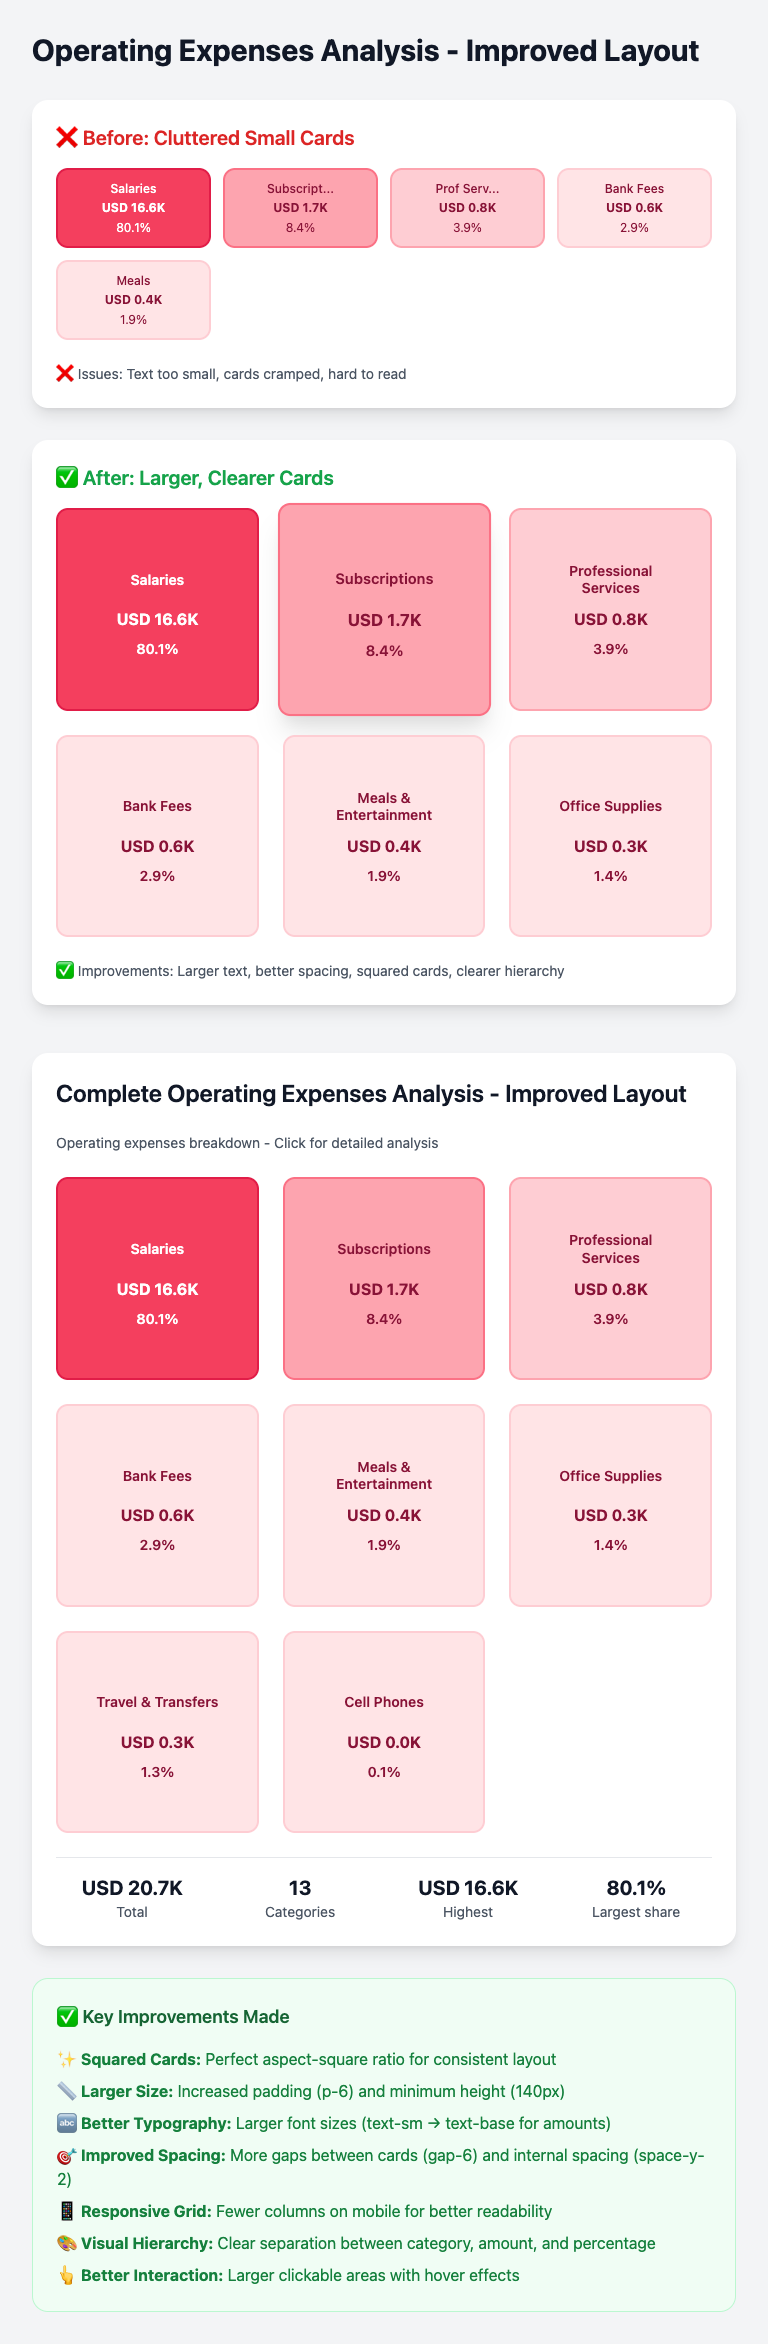 Operating Expenses Analysis - Improved Layout
❌ Before: Cluttered Small Cards
Salaries
USD 16.6K
80.1%
Subscript...
USD 1.7K
8.4%
Prof Serv...
USD 0.8K
3.9%
Bank Fees
USD 0.6K
2.9%
Meals
USD 0.4K
1.9%
❌ Issues: Text too small, cards cramped, hard to read
✅ After: Larger, Clearer Cards
Salaries
USD 16.6K
80.1%
Subscriptions
USD 1.7K
8.4%
Professional
Services
USD 0.8K
3.9%
Bank Fees
USD 0.6K
2.9%
Meals &
Entertainment
USD 0.4K
1.9%
Office Supplies
USD 0.3K
1.4%
✅ Improvements: Larger text, better spacing, squared cards, clearer hierarchy
Complete Operating Expenses Analysis - Improved Layout
Operating expenses breakdown - Click for detailed analysis
Salaries
USD 16.6K
80.1%
Subscriptions
USD 1.7K
8.4%
Professional
Services
USD 0.8K
3.9%
Bank Fees
USD 0.6K
2.9%
Meals &
Entertainment
USD 0.4K
1.9%
Office Supplies
USD 0.3K
1.4%
Travel & Transfers
USD 0.3K
1.3%
Cell Phones
USD 0.0K
0.1%
USD 20.7K
Total
13
Categories
USD 16.6K
Highest
80.1%
Largest share
✅ Key Improvements Made
✨ Squared Cards: Perfect aspect-square ratio for consistent layout
📏 Larger Size: Increased padding (p-6) and minimum height (140px)
🔤 Better Typography: Larger font sizes (text-sm → text-base for amounts)
🎯 Improved Spacing: More gaps between cards (gap-6) and internal spacing (space-y-
2)
📱 Responsive Grid: Fewer columns on mobile for better readability
🎨 Visual Hierarchy: Clear separation between category, amount, and percentage
👆 Better Interaction: Larger clickable areas with hover effects